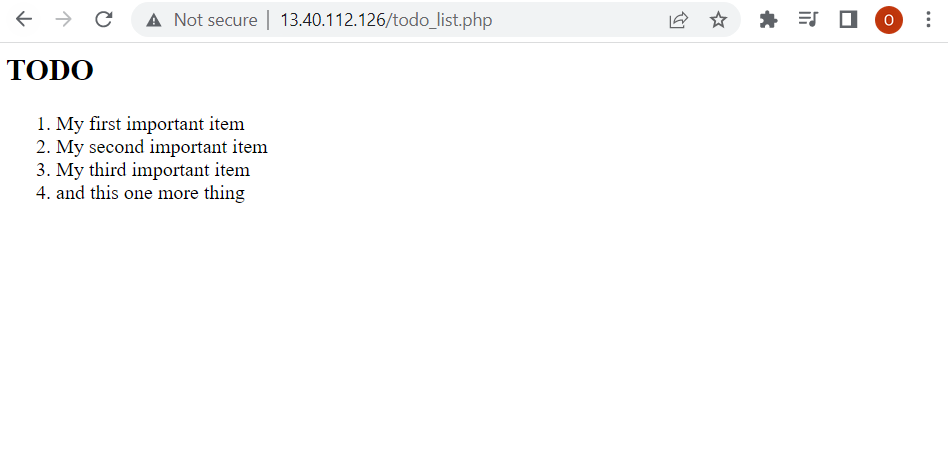 Not secure | 13.40.112.126/todo_list.php
O
TODO
1. My first important item
2. My second important item
3. My third important item
4. and this one more thing